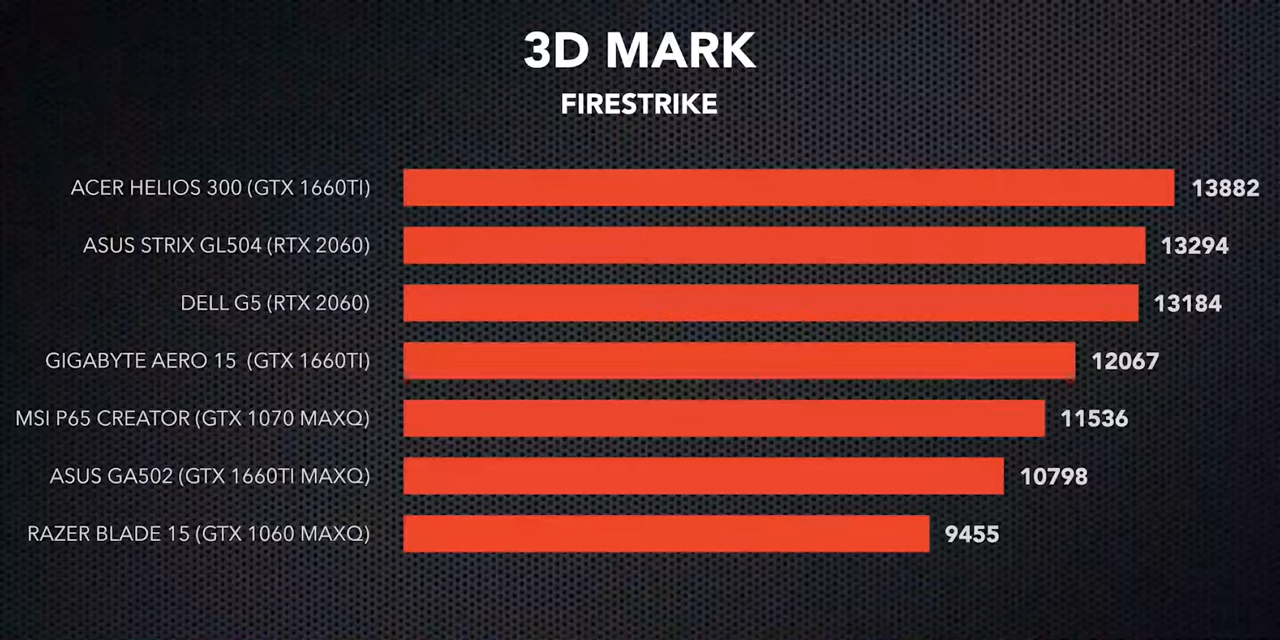 3D MARK
FIRESTRIKE
ACER HELIOS 300 (GTX 1660TI) 13882
ASUS STRIX GL504 (RTX 2060) 13294
DELL G5 (RTX 2060) 13184
GIGABYTE AERO 15 (GTX 1660TI) 12067
MSI P65 CREATOR (GTX 1070 MAXQ) 11536
ASUS GA502 (GTX 1660TI MAXQ) 10798
RAZER BLADE 15 (GTX 1060 MAXQ) 9455